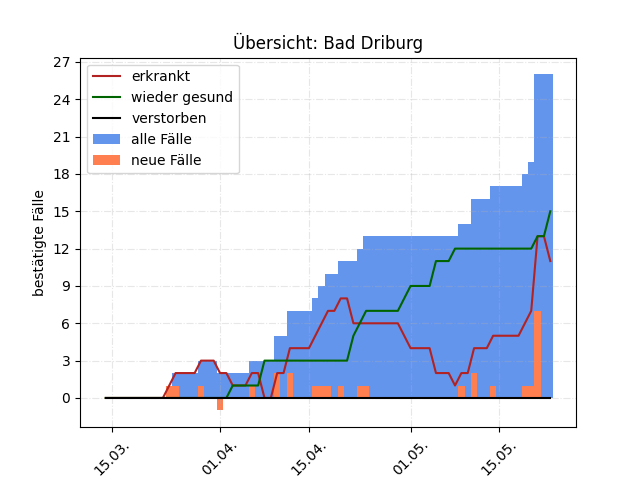 Übersicht: Bad Driburg
bestätigte Fälle
27
24
21
18
15
12
9
6
3
0
erkrankt
wieder gesund
verstorben
alle Fälle
neue Fälle
15.03.
01.04.
15.04.
01.05.
15.05.